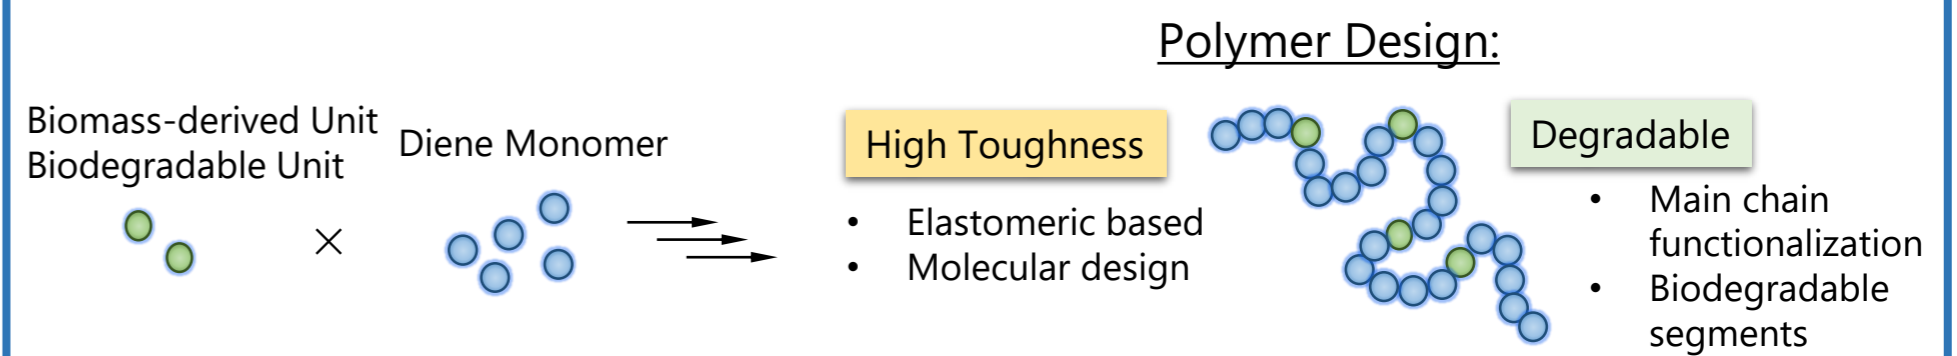 Polymer Design:
Biomass-derived Unit
Biodegradable Unit
Diene Monomer
×
High Toughness
• Elastomeric based
• Molecular design
Degradable
• Main chain
functionalization
• Biodegradable
segments